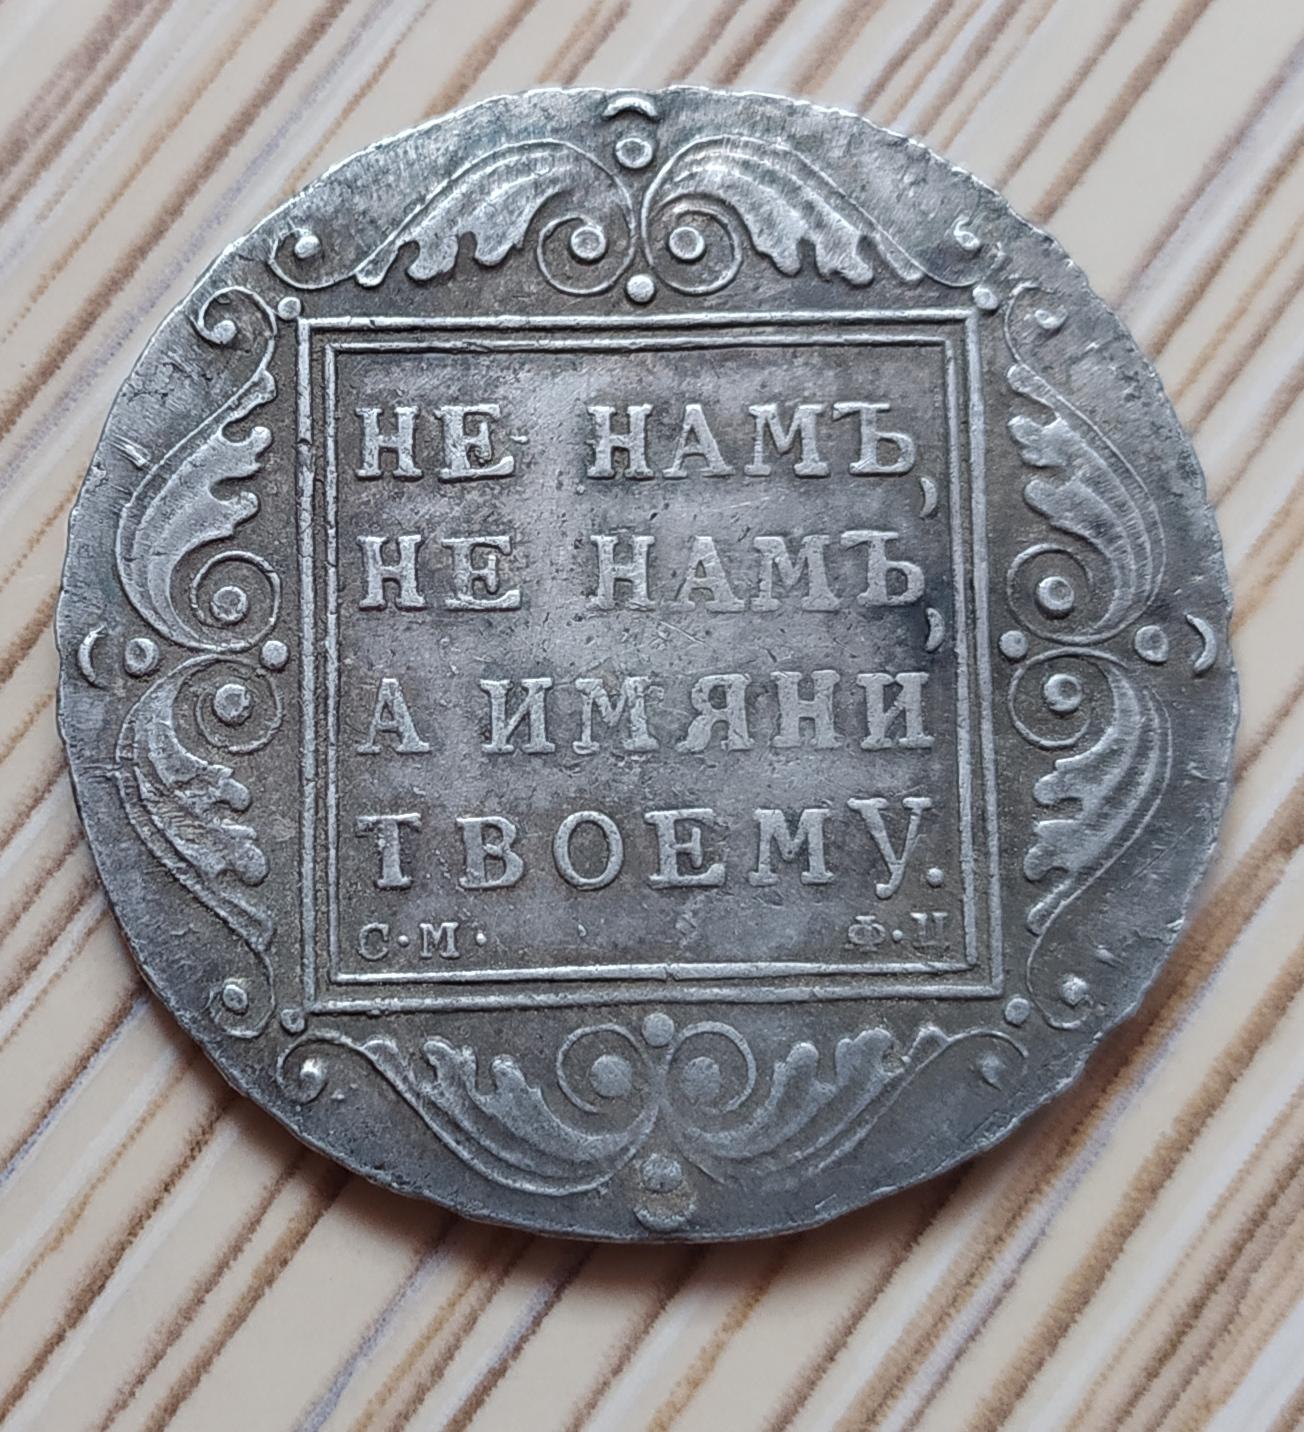 НЕ НАМЪ,
НЕ НАМЪ,
А ИМЯНИ
ТВОЕМУ.
С·М· Ф·Ц